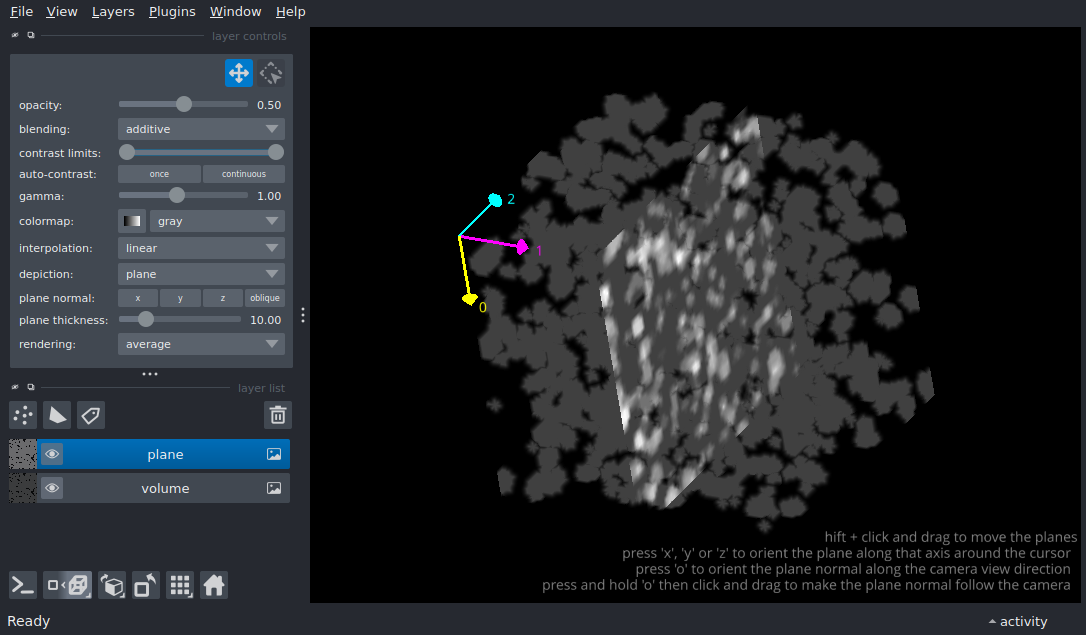 File View Layers Plugins Window Help
layer controls
opacity: 0.50
blending: additive
contrast limits:
auto-contrast: once continuous
gamma: 1.00
colormap: gray
interpolation: linear
depiction: plane
plane normal: x y z oblique
plane thickness: 10.00
rendering: average
layer list
plane
volume
2
1
0
hift + click and drag to move the planes
press 'x', 'y' or 'z' to orient the plane along that axis around the cursor
press 'o' to orient the plane normal along the camera view direction
press and hold 'o' then click and drag to make the plane normal follow the camera
Ready
activity